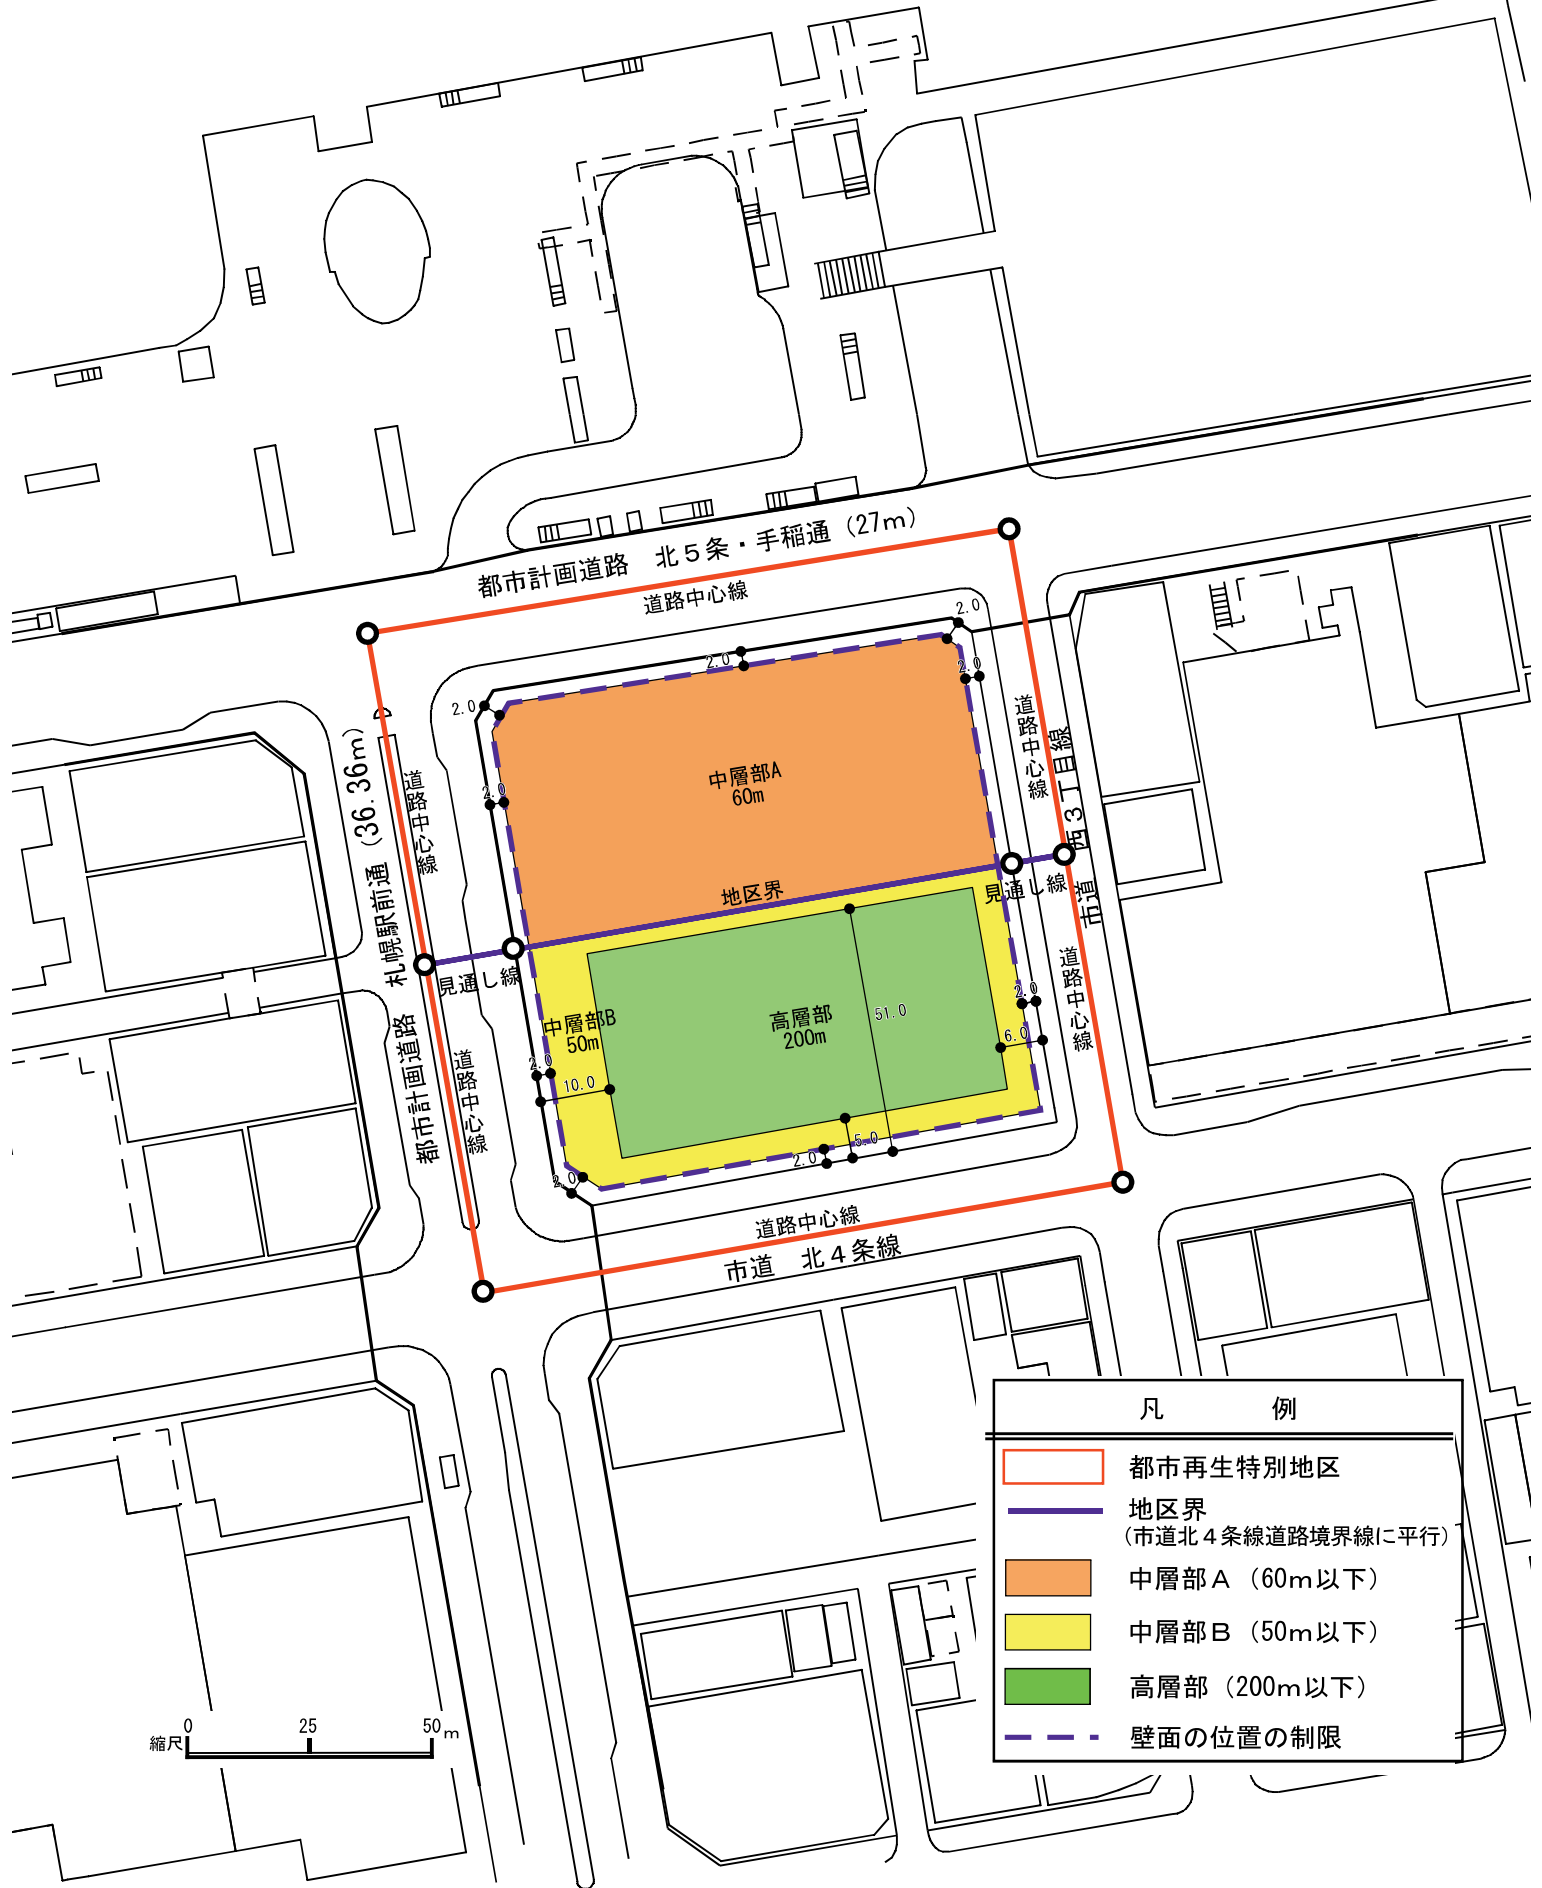 都市計画道路　北５条・手稲通（27ｍ）
道路中心線
2.0
2.0
2.0
2.0
2.0
都市計画道路　札幌駅前通（36.36ｍ）
道路中心線
道路中心線
市道　西３丁目線
中層部A
60m
地区界
見通し線
見通し線
中層部B
50m
高層部
200m
51.0
2.0
6.0
2.0
10.0
5.0
2.0
2.0
道路中心線
道路中心線
道路中心線
市道　北４条線
凡　例
都市再生特別地区
地区界
（市道北４条線道路境界線に平行）
中層部Ａ（60ｍ以下）
中層部Ｂ（50ｍ以下）
高層部（200ｍ以下）
壁面の位置の制限
縮尺 0 25 50 m